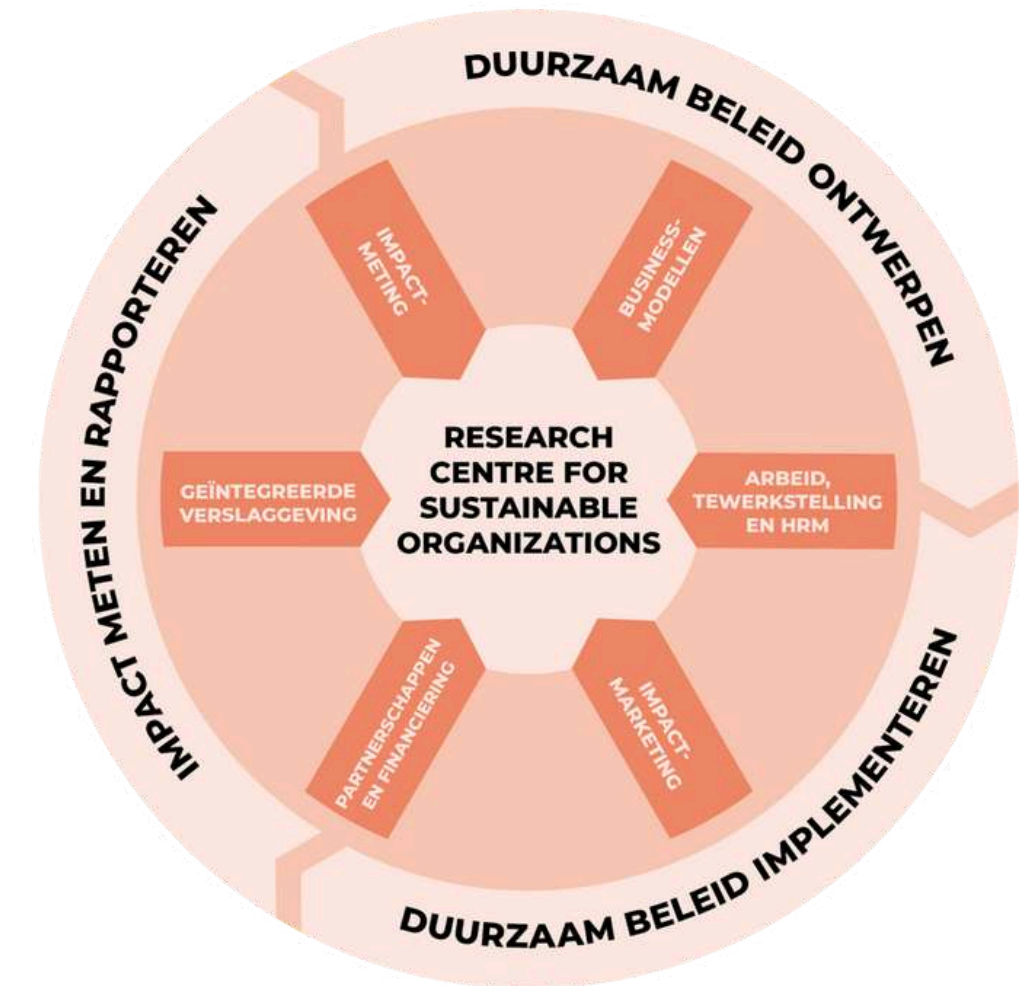 DUURZAAM BELEID ONTWERPEN
IMPACT METEN EN RAPPORTEREN
IMPACT-
METING
BUSINESS-
MODELLEN
GEÏNTEGREERDE
VERSLAGGEVING
RESEARCH
CENTRE FOR
SUSTAINABLE
ORGANIZATIONS
ARBEID,
TEWERKSTELLING
EN HRM
PARTNERSCHAPPEN
EN FINANCIERING
IMPACT-
MARKETING
DUURZAAM BELEID IMPLEMENTEREN